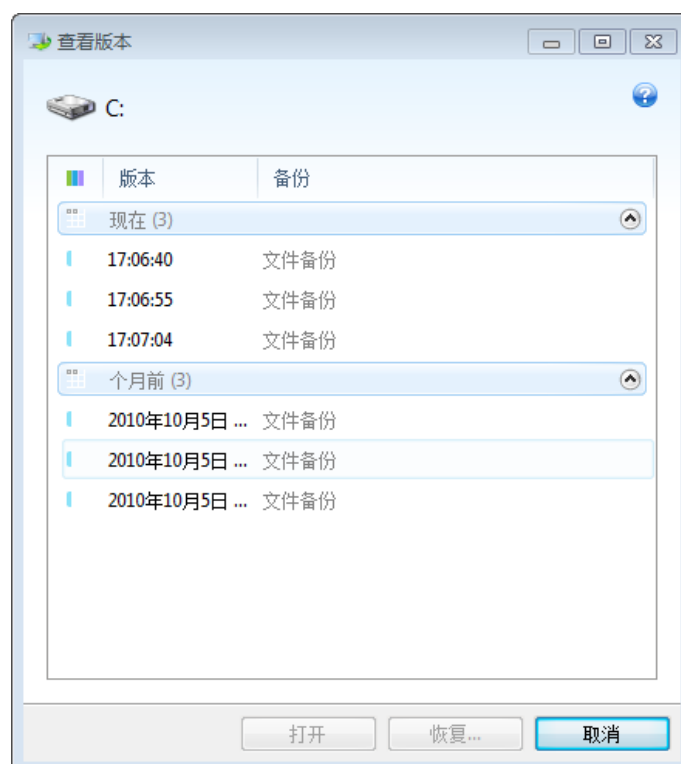 查看版本
C:
版本 备份
现在 (3)
17:06:40 文件备份
17:06:55 文件备份
17:07:04 文件备份
个月前 (3)
2010年10月5日 ... 文件备份
2010年10月5日 ... 文件备份
2010年10月5日 ... 文件备份
打开 恢复... 取消